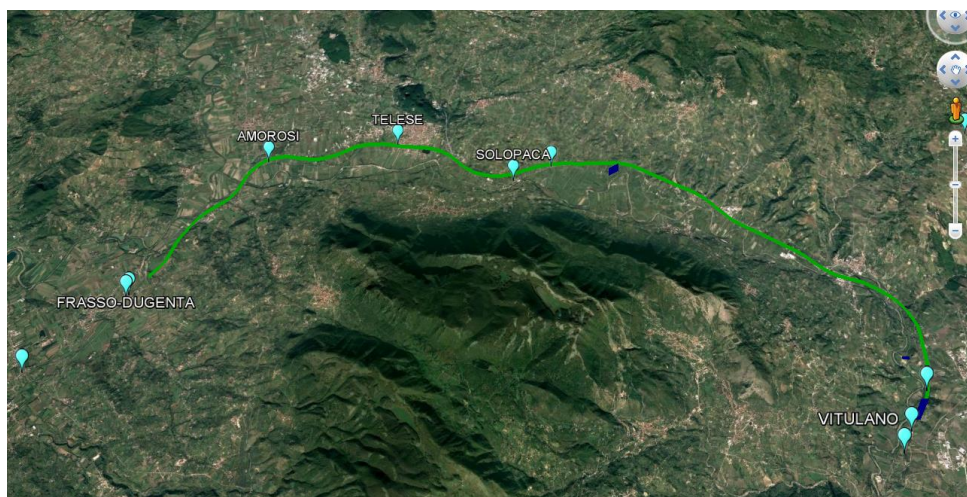 AMOROSI
TELESE
SOLOPACA
FRASSO-DUGENTA
VITULANO